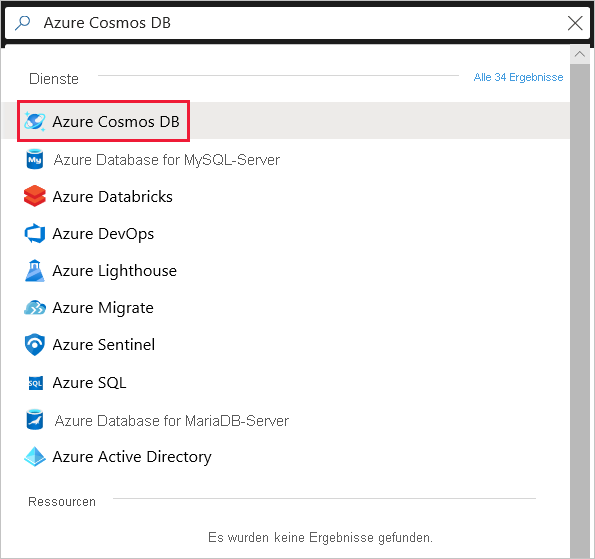 Azure Cosmos DB
Dienste Alle 34 Ergebnisse
Azure Cosmos DB
My Azure Database for MySQL-Server
Azure Databricks
Azure DevOps
Azure Lighthouse
Azure Migrate
Azure Sentinel
SQL Azure SQL
Azure Database for MariaDB-Server
Azure Active Directory
Ressourcen
Es wurden keine Ergebnisse gefunden.